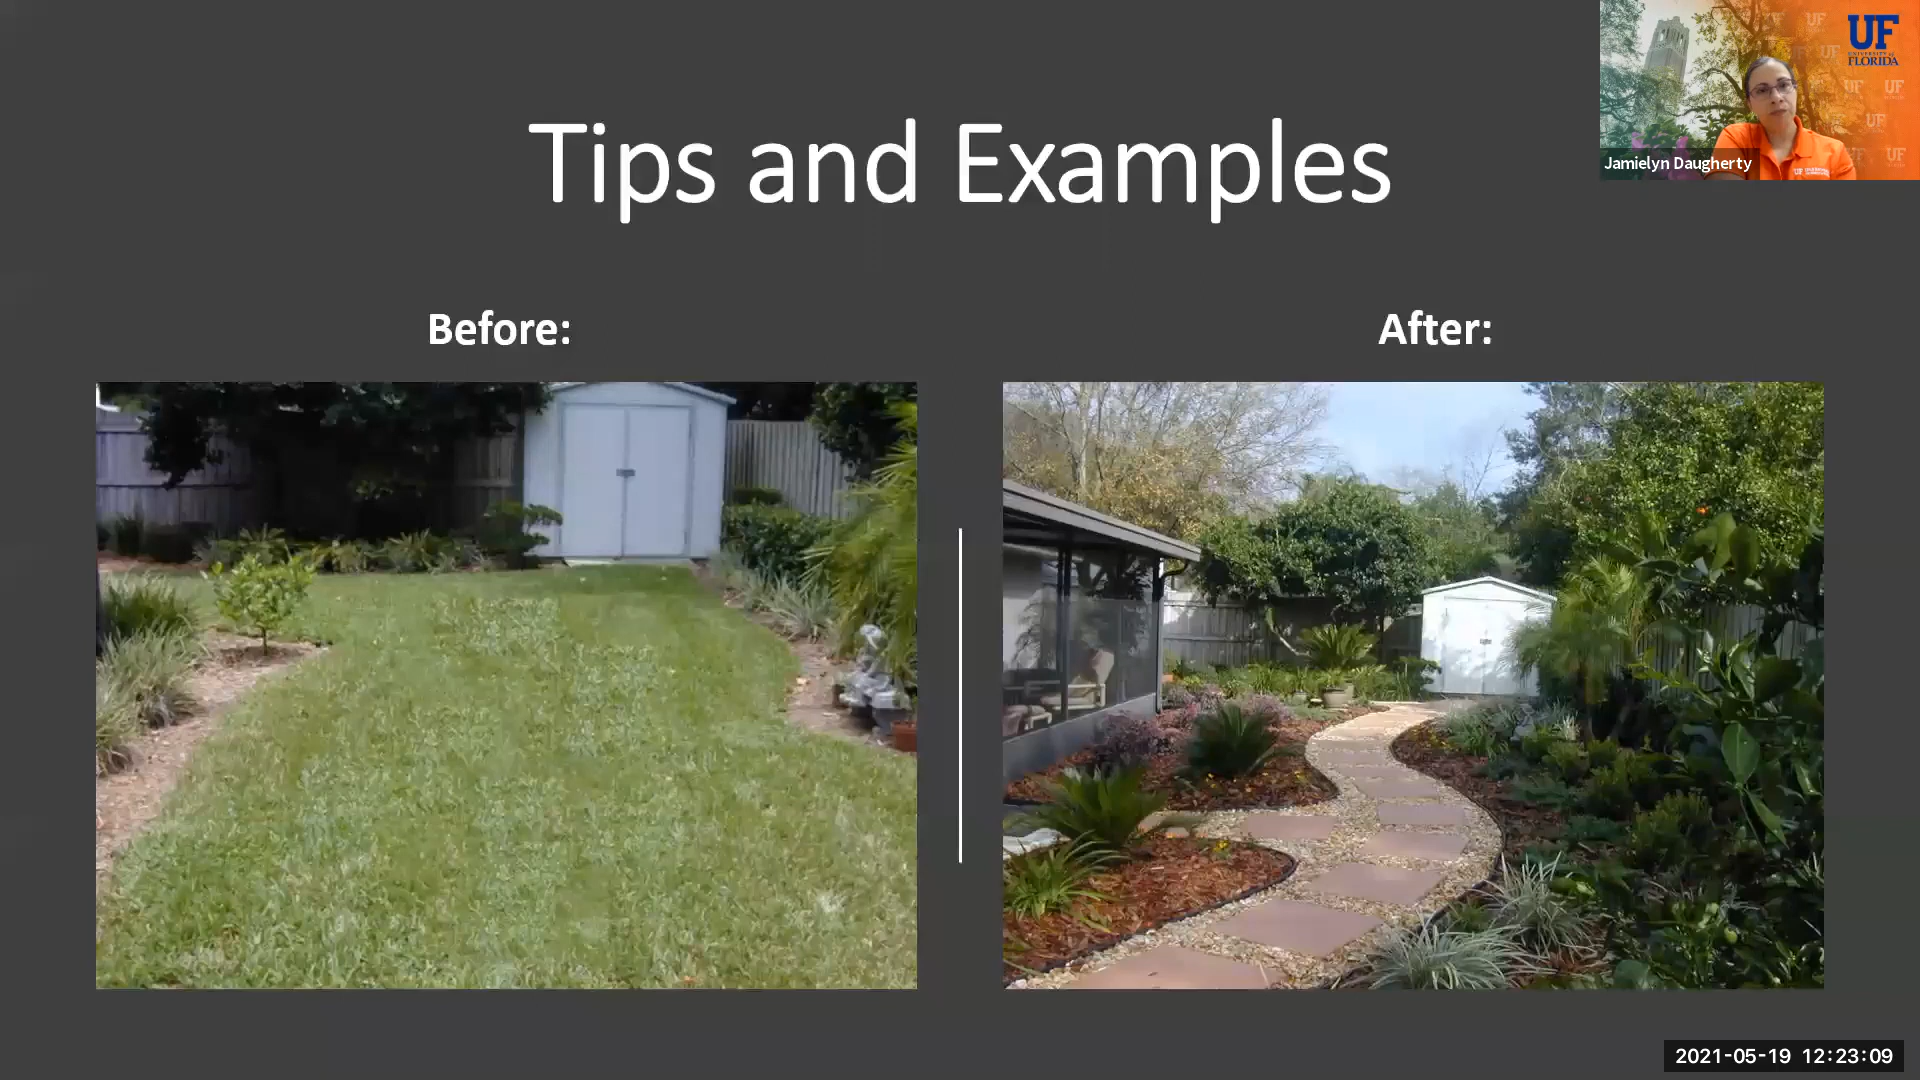 UF
UNIVERSITY of
FLORIDA
Jamielyn Daugherty
Tips and Examples
Before:
After:
2021-05-19 12:23:09